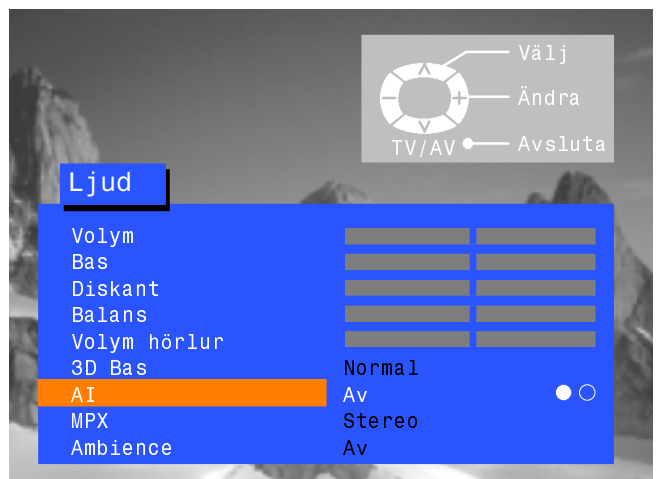 Välj
Ändra
TV/AV Avsluta
Ljud
Volym
Bas
Diskant
Balans
Volym hörlur
3D Bas Normal
AI Av
MPX Stereo
Ambience Av